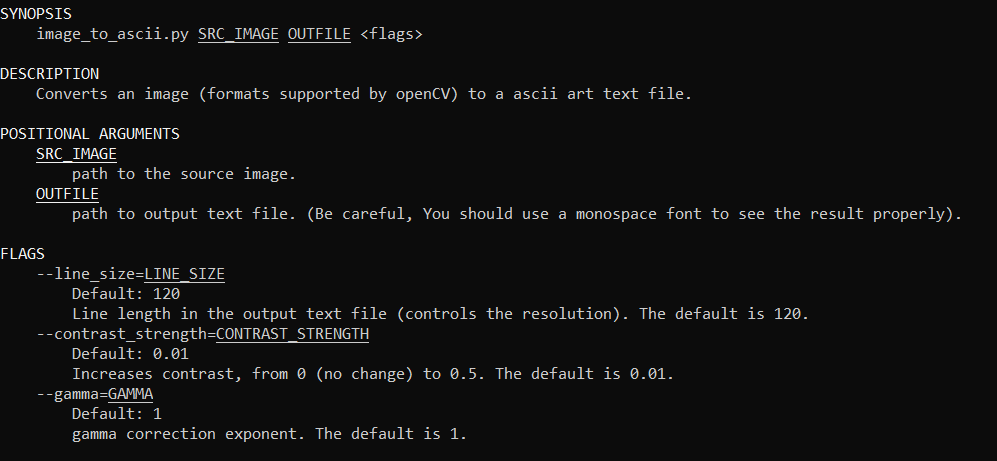 SYNOPSIS
image_to_ascii.py SRC_IMAGE OUTFILE <flags>
DESCRIPTION
Converts an image (formats supported by openCV) to a ascii art text file.
POSITIONAL ARGUMENTS
SRC_IMAGE
path to the source image.
OUTFILE
path to output text file. (Be careful, You should use a monospace font to see the result properly).
FLAGS
--line_size=LINE_SIZE
Default: 120
Line length in the output text file (controls the resolution). The default is 120.
--contrast_strength=CONTRAST_STRENGTH
Default: 0.01
Increases contrast, from 0 (no change) to 0.5. The default is 0.01.
--gamma=GAMMA
Default: 1
gamma correction exponent. The default is 1.